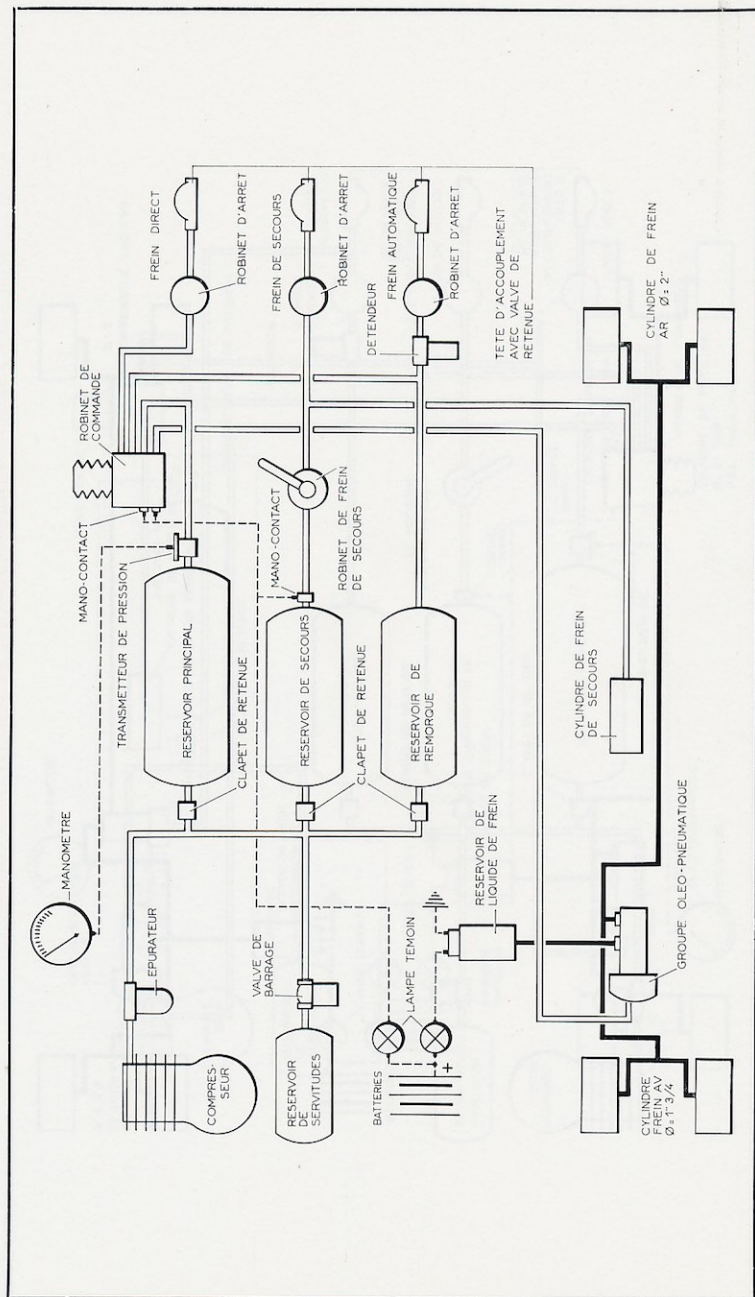 MANOMÈTRE
EPURATEUR
COMPRES-
SEUR
VALVE DE
BARRAGE
RESERVOIR
DE
SERVITUDES
BATTERIES
+
LAMPE TEMOIN
RESERVOIR DE
LIQUIDE DE FREIN
GROUPE OLEO-PNEUMATIQUE
CYLINDRE
FREIN AV
Ø=1" 3/4
MANO-CONTACT
TRANSMETTEUR DE PRESSION
RESERVOIR PRINCIPAL
CLAPET DE RETENUE
MANO-CONTACT
RESERVOIR DE SECOURS
CLAPET DE RETENUE
RESERVOIR DE
REMORQUE
ROBINET DE
COMMANDE
ROBINET DE FREIN
DE SECOURS
CYLINDRE DE FREIN
DE SECOURS
FREIN DIRECT
ROBINET D'ARRET
FREIN DE SECOURS
ROBINET D'ARRET
DETENDEUR
FREIN AUTOMATIQUE
ROBINET D'ARRET
TETE D'ACCOUPLEMENT
AVEC VALVE DE
RETENUE
CYLINDRE DE FREIN
AR Ø=2"